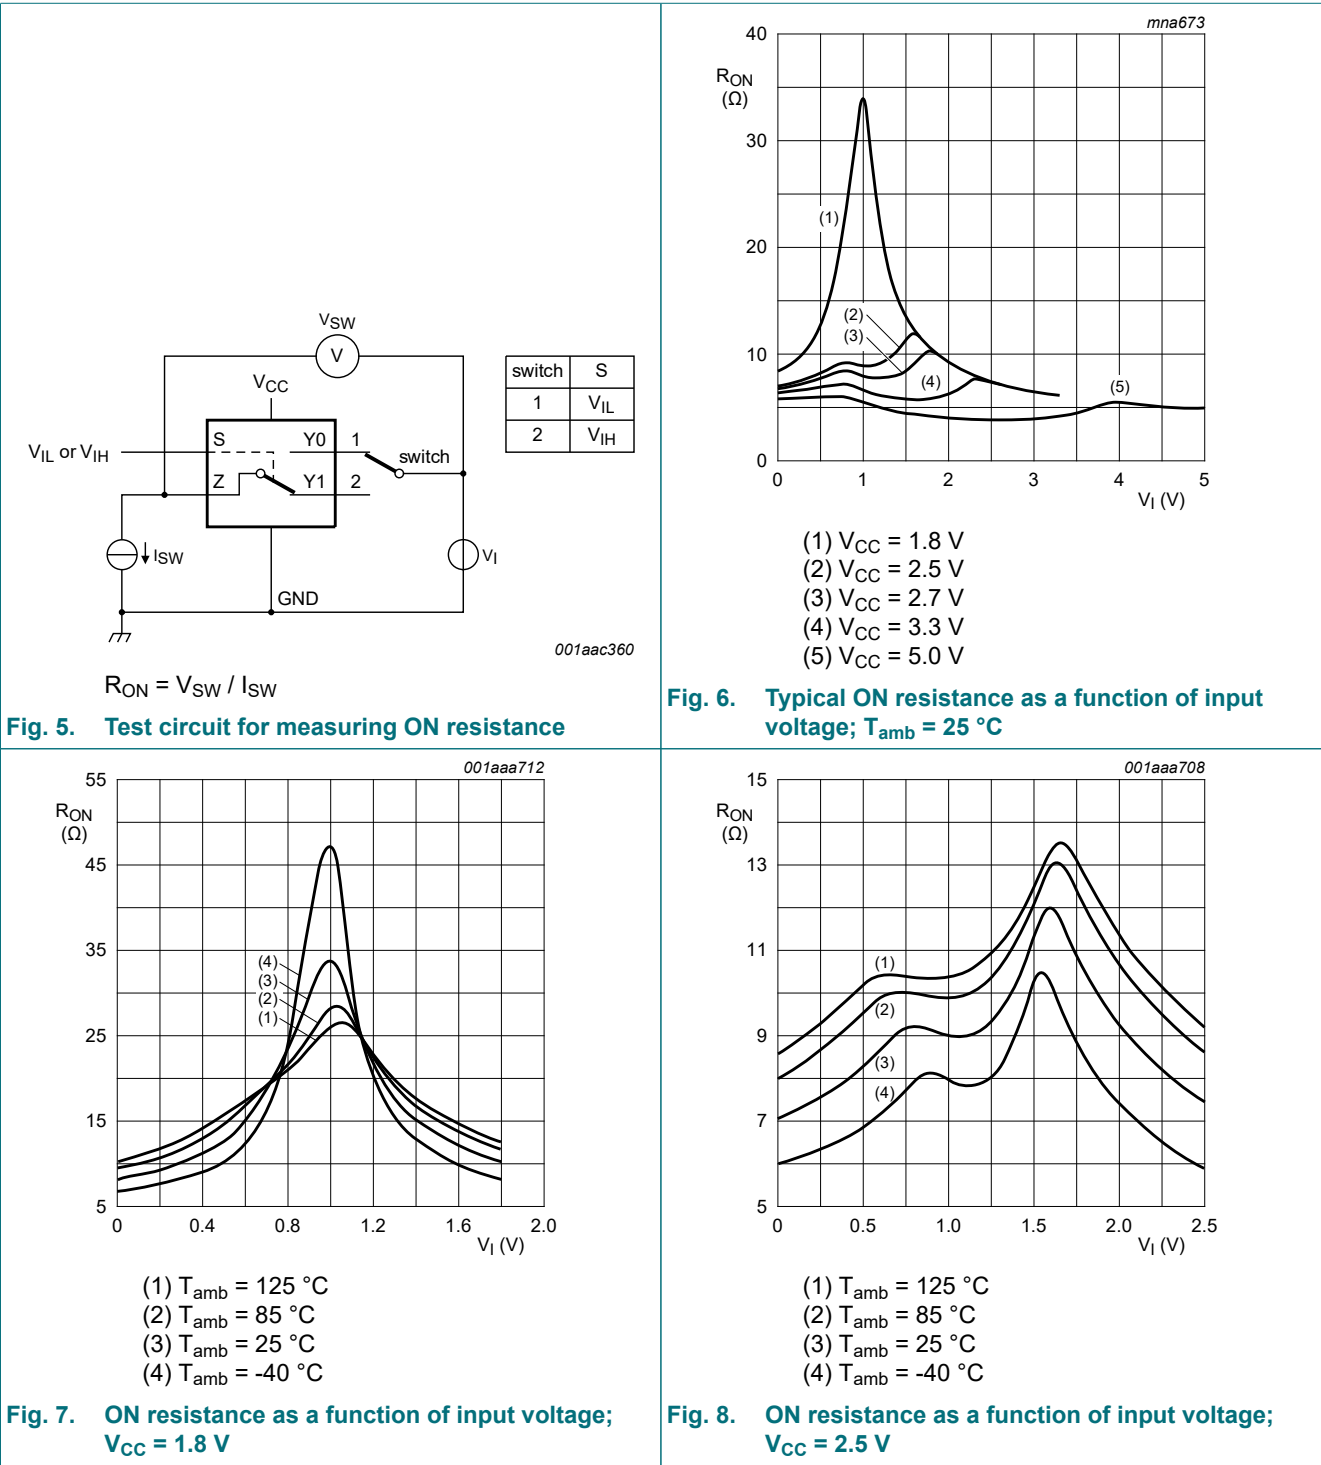 VSW
V
VCC
switch S
1 VIL
2 VIH
S Y0 1
VIL or VIH
switch
Z Y1 2
ISW
VI
GND
001aac360
RON = VSW / ISW
Fig. 5. Test circuit for measuring ON resistance
mna673
40
RON
(Ω)
30
(1)
20
(2)
(3)
10
(4)
(5)
0
0 1 2 3 4 5
VI (V)
(1) VCC = 1.8 V
(2) VCC = 2.5 V
(3) VCC = 2.7 V
(4) VCC = 3.3 V
(5) VCC = 5.0 V
Fig. 6. Typical ON resistance as a function of input
voltage; Tamb = 25 °C
001aaa712
55
RON
(Ω)
45
35
(4)
(3)
(2)
(1)
25
15
5
0 0.4 0.8 1.2 1.6 2.0
VI (V)
(1) Tamb = 125 °C
(2) Tamb = 85 °C
(3) Tamb = 25 °C
(4) Tamb = -40 °C
Fig. 7. ON resistance as a function of input voltage;
VCC = 1.8 V
001aaa708
15
RON
(Ω)
13
11
(1)
(2)
9
(3)
(4)
7
5
0 0.5 1.0 1.5 2.0 2.5
VI (V)
(1) Tamb = 125 °C
(2) Tamb = 85 °C
(3) Tamb = 25 °C
(4) Tamb = -40 °C
Fig. 8. ON resistance as a function of input voltage;
VCC = 2.5 V